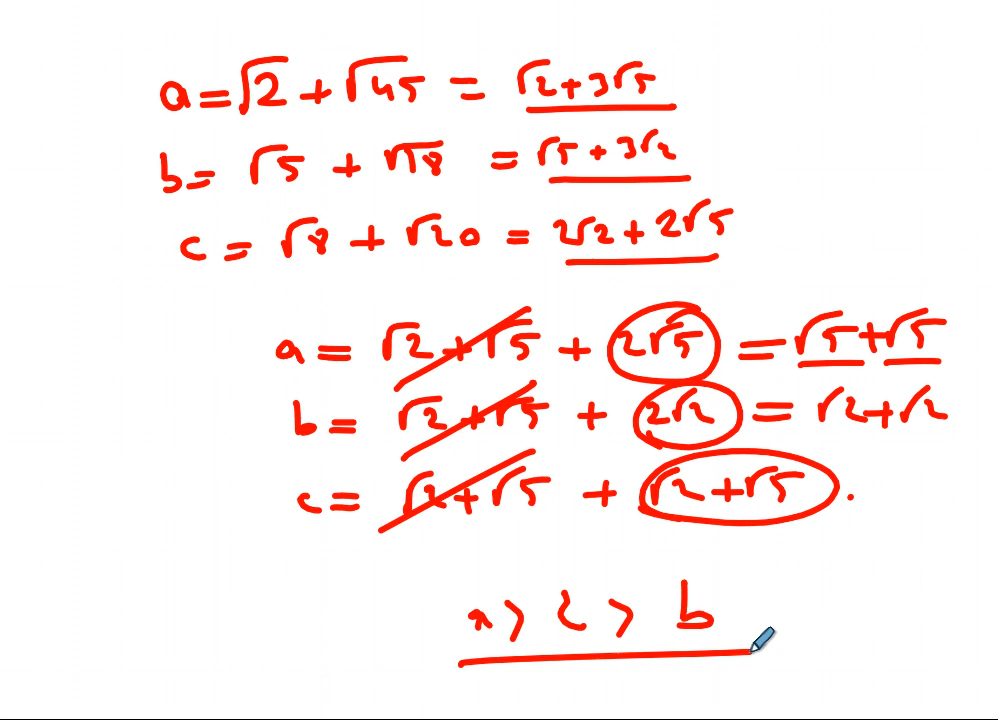 a = √2 + √45 = √2 + 3√5
b = √5 + √18 = √5 + 3√2
c = √8 + √20 = 2√2 + 2√5
a = √2 + √5 + 2√5 = √5 + √5
b = √2 + √5 + 2√2 = √2 + √2
c = √2 + √5 + √2 + √5 .
a > c > b